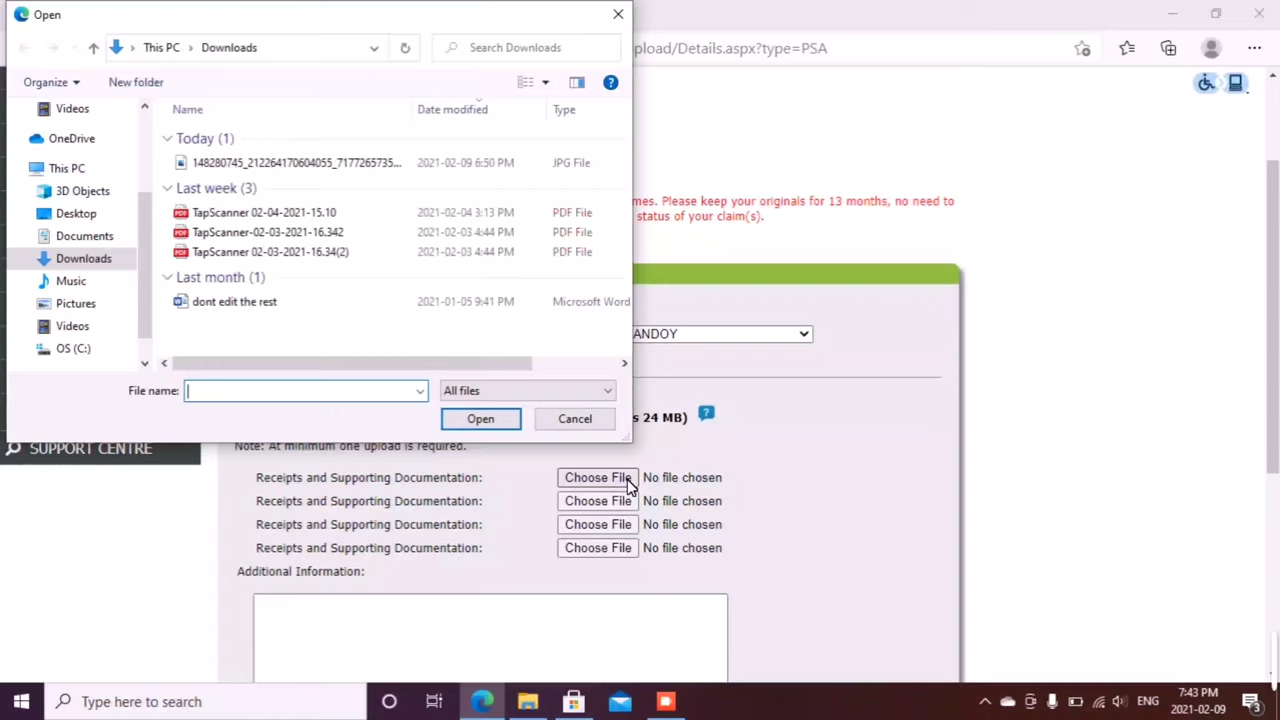 Open
This PC > Downloads
Search Downloads
pload/Details.aspx?type=PSA
Organize
New folder
Videos
OneDrive
This PC
3D Objects
Desktop
Documents
Downloads
Music
Pictures
Videos
OS (C:)
Name Date modified Type
Today (1)
148280745_212264170604055_7177265735... 2021-02-09 6:50 PM JPG File
Last week (3)
TapScanner 02-04-2021-15.10 2021-02-04 3:13 PM PDF File
TapScanner-02-03-2021-16.342 2021-02-03 4:44 PM PDF File
TapScanner 02-03-2021-16.34(2) 2021-02-03 4:44 PM PDF File
Last month (1)
dont edit the rest 2021-01-05 9:41 PM Microsoft Word
File name:
All files
Open
Cancel
mes. Please keep your originals for 13 months, no need to
status of your claim(s).
ANDOY
s 24 MB)
SUPPORT CENTRE
Note: At minimum one upload is required.
Receipts and Supporting Documentation: Choose File No file chosen
Receipts and Supporting Documentation: Choose File No file chosen
Receipts and Supporting Documentation: Choose File No file chosen
Receipts and Supporting Documentation: Choose File No file chosen
Additional Information:
Type here to search
ENG
7:43 PM
2021-02-09
3